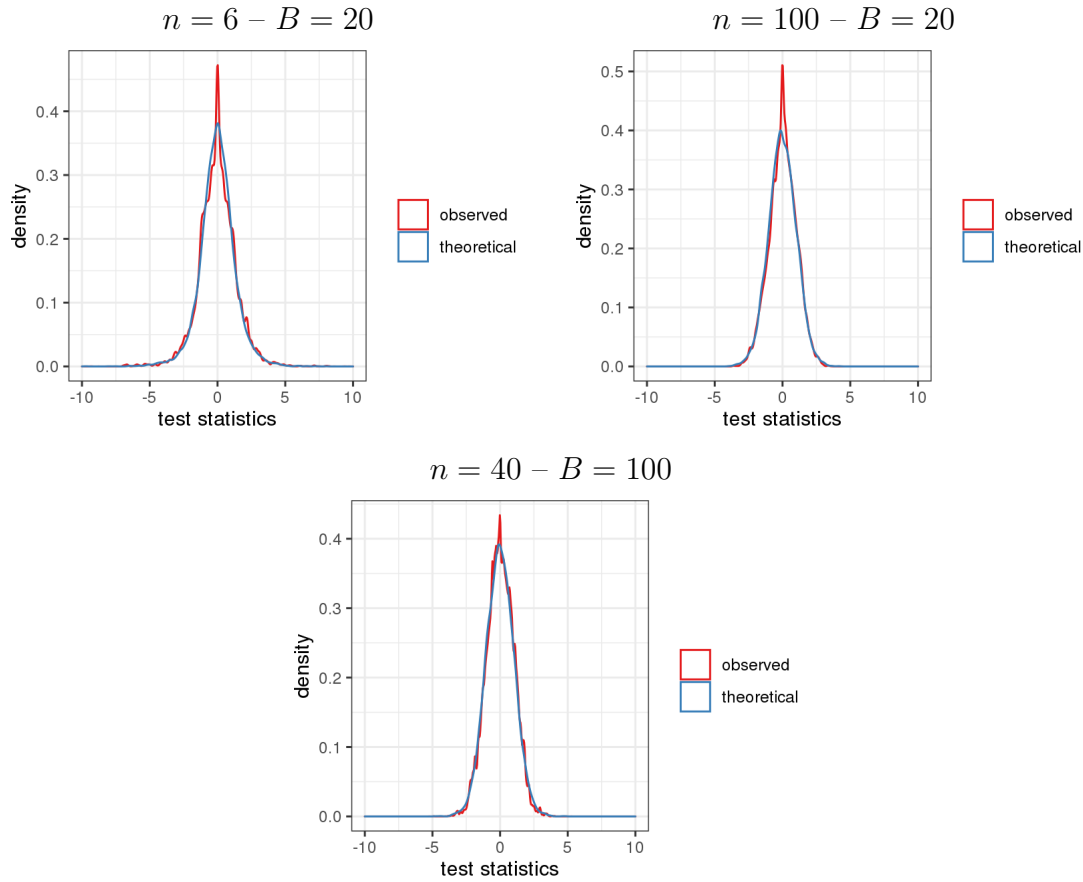 n = 6 – B = 20
0.4
0.3
0.2
0.1
0.0
density
-10 -5 0 5 10
test statistics
observed
theoretical
n = 100 – B = 20
0.5
0.4
0.3
0.2
0.1
0.0
density
-10 -5 0 5 10
test statistics
observed
theoretical
n = 40 – B = 100
0.4
0.3
0.2
0.1
0.0
density
-10 -5 0 5 10
test statistics
observed
theoretical